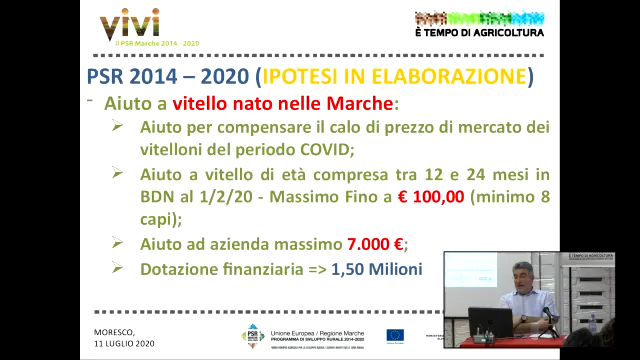 vivi
il PSR Marche 2014 - 2020
È TEMPO DI AGRICOLTURA
PSR 2014 – 2020 (IPOTESI IN ELABORAZIONE)
- Aiuto a vitello nato nelle Marche:
➢ Aiuto per compensare il calo di prezzo di mercato dei
vitelloni del periodo COVID;
➢ Aiuto a vitello di età compresa tra 12 e 24 mesi in
BDN al 1/2/20 - Massimo Fino a € 100,00 (minimo 8
capi);
➢ Aiuto ad azienda massimo 7.000 €;
➢ Dotazione finanziaria => 1,50 Milioni
È TEMPO DI AGRICOLTURA
MORESCO,
11 LUGLIO 2020
PSR
Unione Europea / Regione Marche
PROGRAMMA DI SVILUPPO RURALE 2014-2020